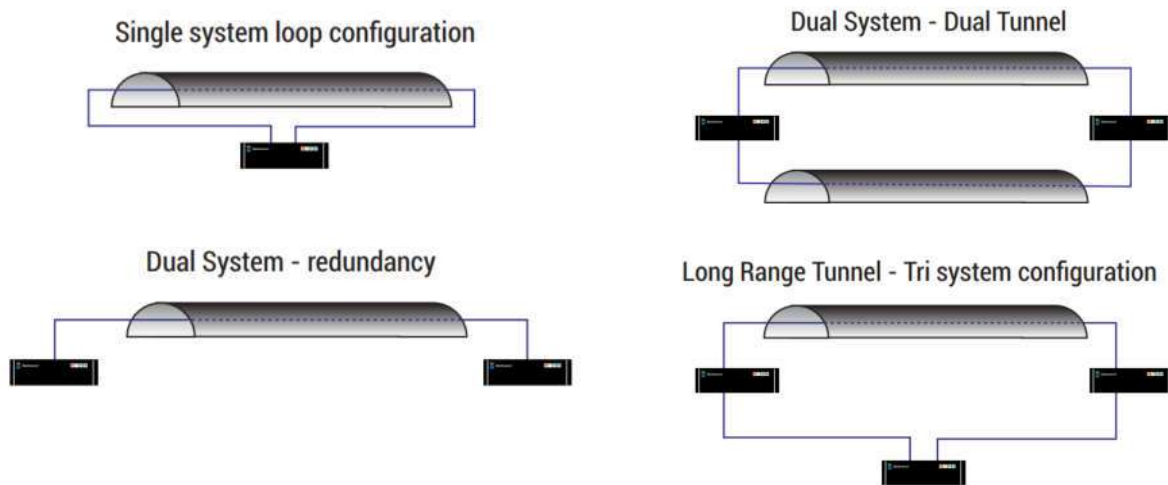 Single system loop configuration
Dual System - Dual Tunnel
Dual System - redundancy
Long Range Tunnel - Tri system configuration